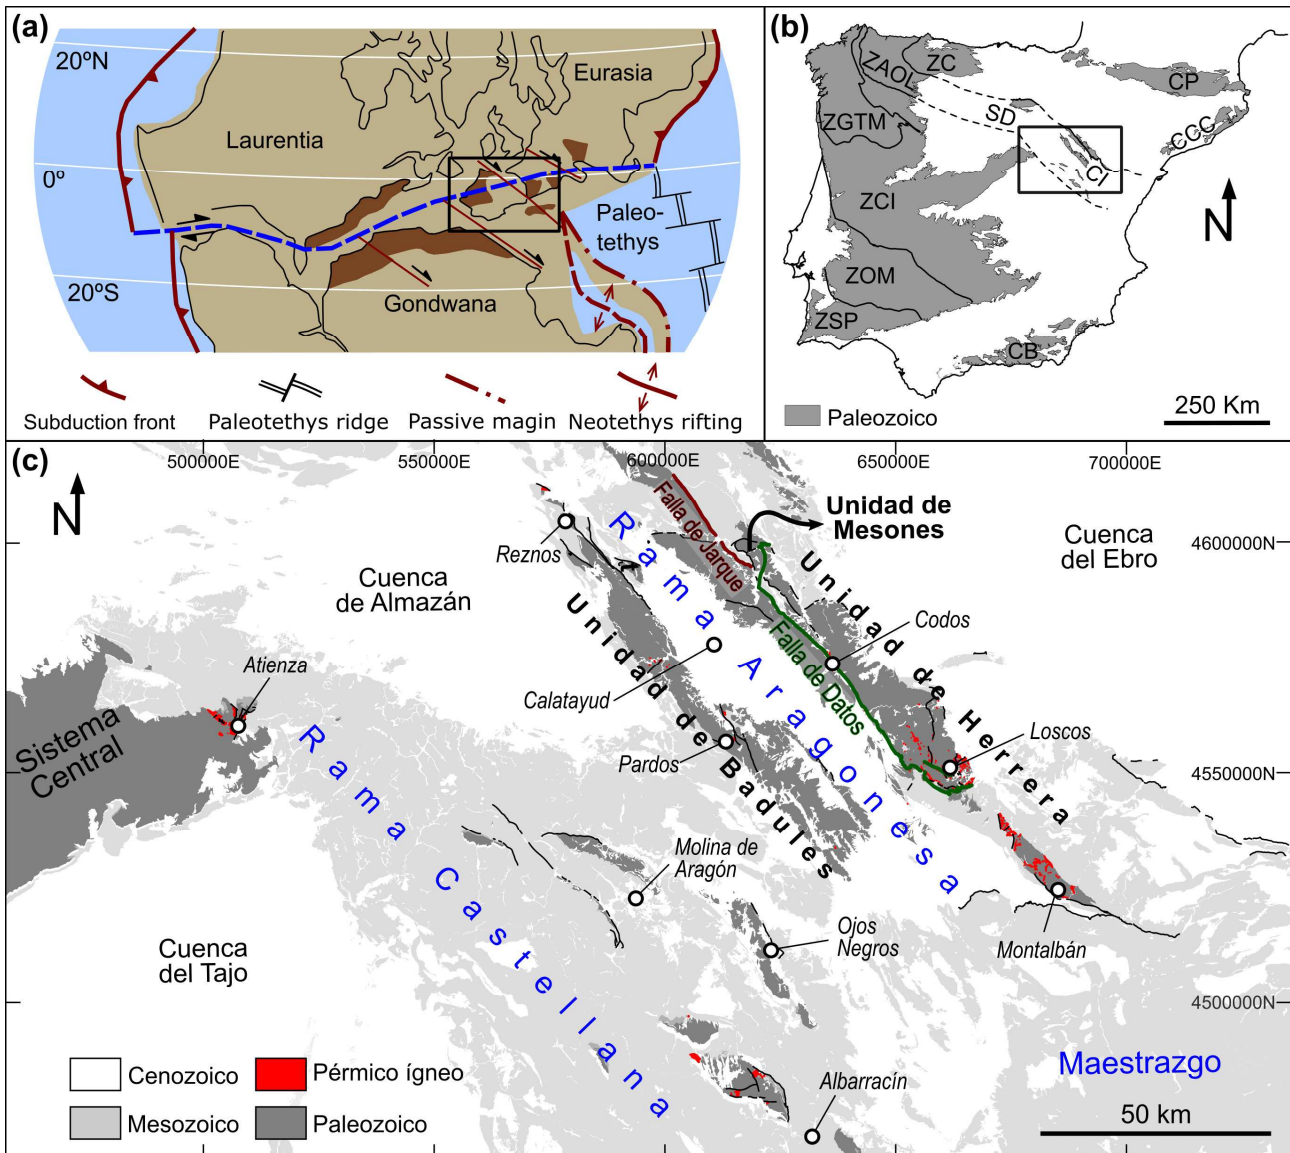 (a)
20ºN
Eurasia
Laurentia
0º
Paleo-
tethys
20ºS
Gondwana
Subduction front
Paleotethys ridge
Passive magin
Neotethys rifting
(b)
ZC
ZAOL
CP
SD
ZGTM
CCC
CI
ZCI
N
ZOM
ZSP
CB
Paleozoico
250 Km
(c)
500000E
550000E
600000E
650000E
700000E
N
Falla de Jarque
Unidad de
Mesones
Cuenca
del Ebro
4600000N
Reznos
Rama Aragonesa
Cuenca
de Almazán
Unidad de Herrera
Unidad de Badules
Codos
Falla de Datos
Atienza
Calatayud
Sistema
Central
Rama Castellana
Loscos
Pardos
4550000N
Molina de
Aragón
Ojos
Negros
Montalbán
Cuenca
del Tajo
4500000N
Maestrazgo
Cenozoico
Pérmico ígneo
Albarracín
Mesozoico
Paleozoico
50 km